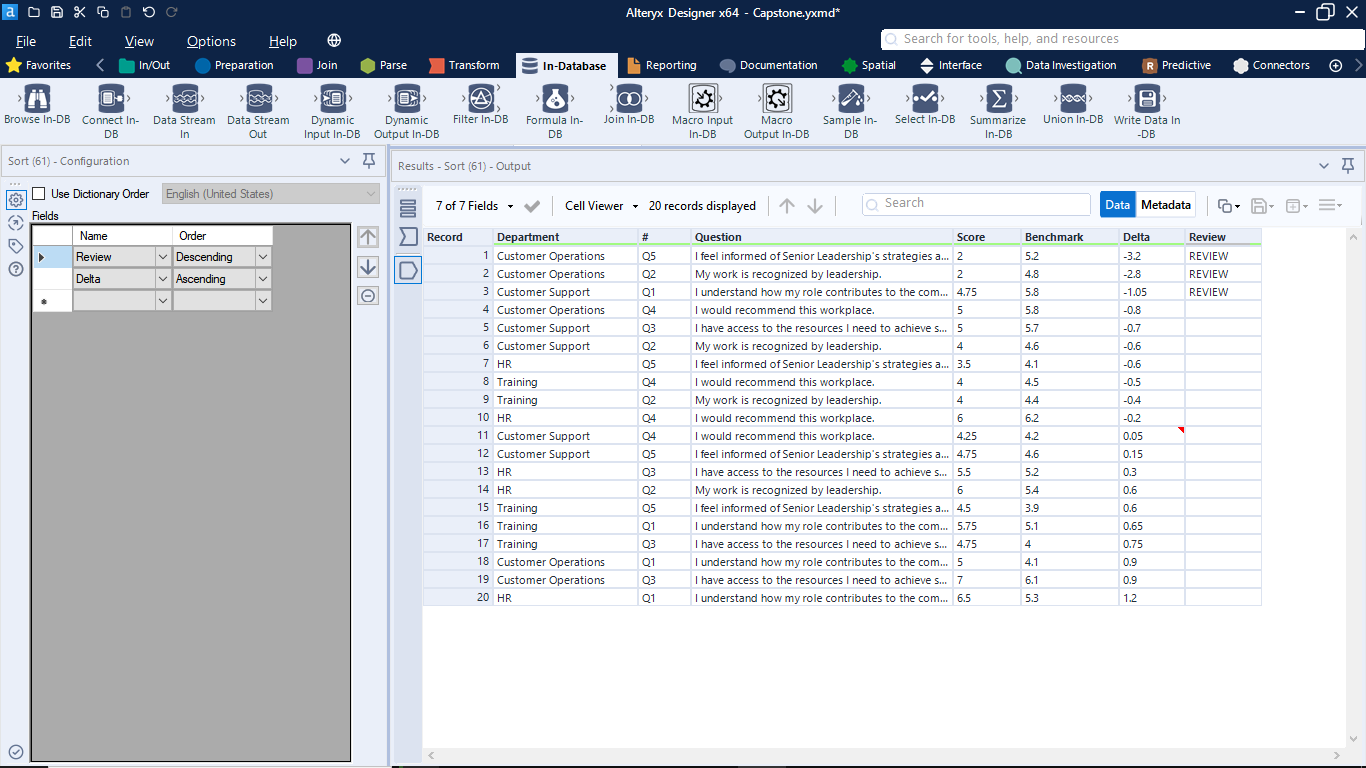 a
Alteryx Designer x64 - Capstone.yxmd*
File Edit View Options Help
Search for tools, help, and resources
Favorites In/Out Preparation Join Parse Transform In-Database Reporting Documentation Spatial Interface Data Investigation R Predictive Connectors
Browse In-DB Connect In-DB Data Stream In Data Stream Out Dynamic Input In-DB Dynamic Output In-DB Filter In-DB Formula In-DB Join In-DB Macro Input In-DB Macro Output In-DB Sample In-DB Select In-DB Summarize In-DB Union In-DB Write Data In-DB
Sort (61) - Configuration
Use Dictionary Order English (United States)
Fields
Name Order
Review Descending
Delta Ascending
*
Results - Sort (61) - Output
7 of 7 Fields Cell Viewer 20 records displayed Search Data Metadata
Record Department # Question Score Benchmark Delta Review
1 Customer Operations Q5 I feel informed of Senior Leadership's strategies a... 2 5.2 -3.2 REVIEW
2 Customer Operations Q2 My work is recognized by leadership. 2 4.8 -2.8 REVIEW
3 Customer Support Q1 I understand how my role contributes to the com... 4.75 5.8 -1.05 REVIEW
4 Customer Operations Q4 I would recommend this workplace. 5 5.8 -0.8
5 Customer Support Q3 I have access to the resources I need to achieve s... 5 5.7 -0.7
6 Customer Support Q2 My work is recognized by leadership. 4 4.6 -0.6
7 HR Q5 I feel informed of Senior Leadership's strategies a... 3.5 4.1 -0.6
8 Training Q4 I would recommend this workplace. 4 4.5 -0.5
9 Training Q2 My work is recognized by leadership. 4 4.4 -0.4
10 HR Q4 I would recommend this workplace. 6 6.2 -0.2
11 Customer Support Q4 I would recommend this workplace. 4.25 4.2 0.05
12 Customer Support Q5 I feel informed of Senior Leadership's strategies a... 4.75 4.6 0.15
13 HR Q3 I have access to the resources I need to achieve s... 5.5 5.2 0.3
14 HR Q2 My work is recognized by leadership. 6 5.4 0.6
15 Training Q5 I feel informed of Senior Leadership's strategies a... 4.5 3.9 0.6
16 Training Q1 I understand how my role contributes to the com... 5.75 5.1 0.65
17 Training Q3 I have access to the resources I need to achieve s... 4.75 4 0.75
18 Customer Operations Q1 I understand how my role contributes to the com... 5 4.1 0.9
19 Customer Operations Q3 I have access to the resources I need to achieve s... 7 6.1 0.9
20 HR Q1 I understand how my role contributes to the com... 6.5 5.3 1.2